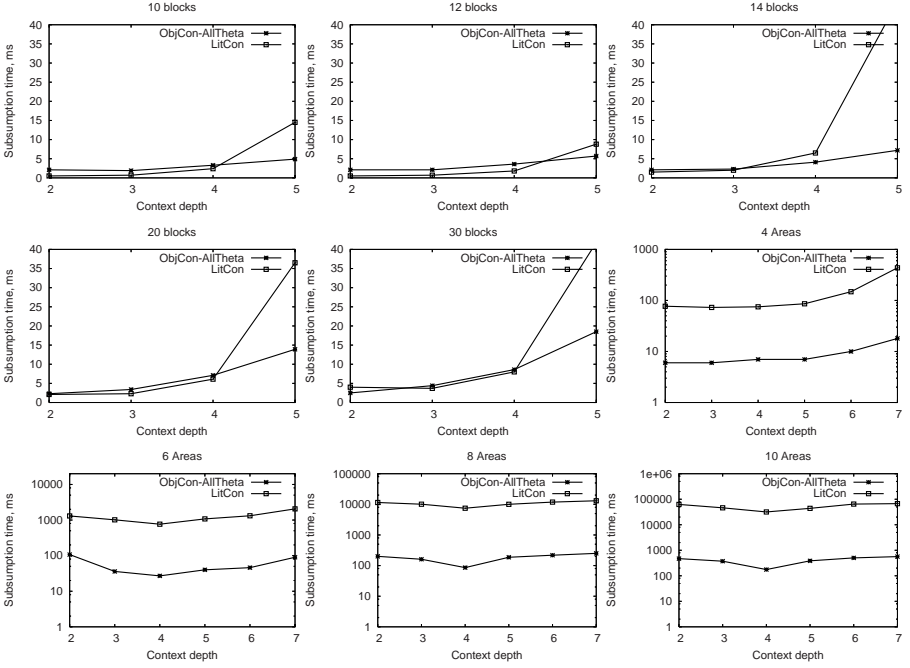 10 blocks
Subsumption time, ms
40
35
30
25
20
15
10
5
0
ObjCon-AllTheta
LitCon
2 3 4 5
Context depth
12 blocks
Subsumption time, ms
40
35
30
25
20
15
10
5
0
ObjCon-AllTheta
LitCon
2 3 4 5
Context depth
14 blocks
Subsumption time, ms
40
35
30
25
20
15
10
5
0
ObjCon-AllTheta
LitCon
2 3 4 5
Context depth
20 blocks
Subsumption time, ms
40
35
30
25
20
15
10
5
0
ObjCon-AllTheta
LitCon
2 3 4 5
Context depth
30 blocks
Subsumption time, ms
40
35
30
25
20
15
10
5
0
ObjCon-AllTheta
LitCon
2 3 4 5
Context depth
4 Areas
Subsumption time, ms
1000
100
10
1
ObjCon-AllTheta
LitCon
2 3 4 5 6 7
Context depth
6 Areas
Subsumption time, ms
10000
1000
100
10
1
ObjCon-AllTheta
LitCon
2 3 4 5 6 7
Context depth
8 Areas
Subsumption time, ms
100000
10000
1000
100
10
1
ObjCon-AllTheta
LitCon
2 3 4 5 6 7
Context depth
10 Areas
Subsumption time, ms
1e+06
100000
10000
1000
100
10
1
ObjCon-AllTheta
LitCon
2 3 4 5 6 7
Context depth